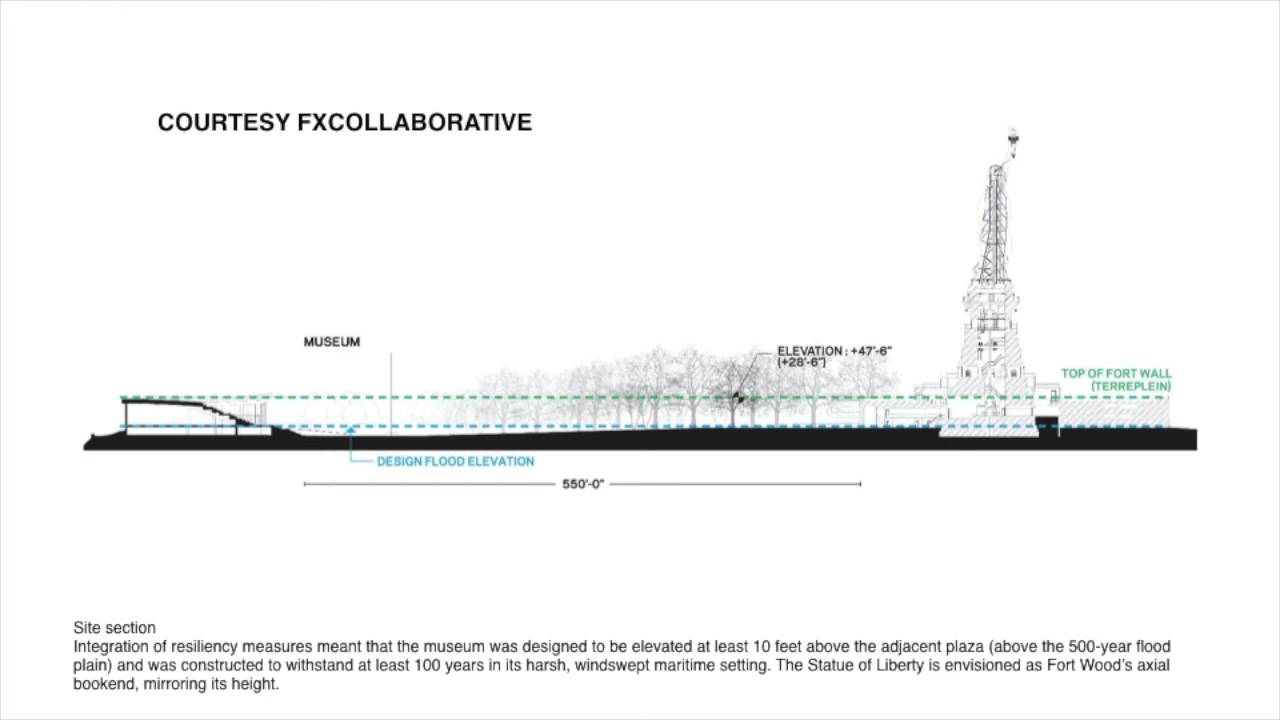 COURTESY FXCOLLABORATIVE
MUSEUM
ELEVATION : +47'-6"
(+28'-6")
TOP OF FORT WALL
(TERREPLEIN)
DESIGN FLOOD ELEVATION
550'-0"
Site section
Integration of resiliency measures meant that the museum was designed to be elevated at least 10 feet above the adjacent plaza (above the 500-year flood
plain) and was constructed to withstand at least 100 years in its harsh, windswept maritime setting. The Statue of Liberty is envisioned as Fort Wood’s axial
bookend, mirroring its height.